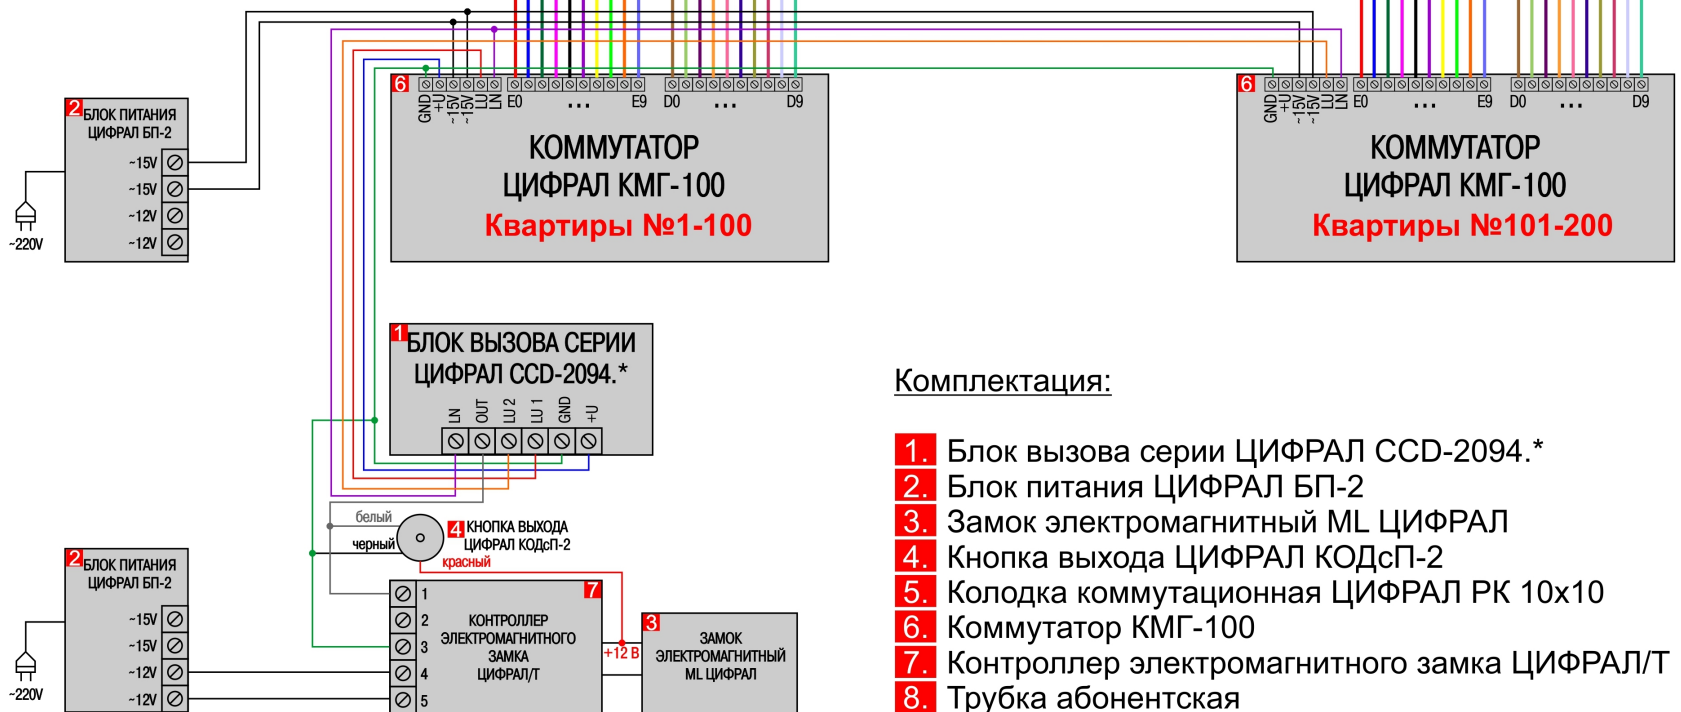 2
БЛОК ПИТАНИЯ
ЦИФРАЛ БП-2
~15V
~15V
~12V
~12V
~220V
6
GND
+U
~15V
~15V
LU
LN
E0
...
E9
D0
...
D9
КОММУТАТОР
ЦИФРАЛ КМГ-100
Квартиры №1-100
6
GND
+U
~15V
~15V
LU
LN
E0
...
E9
D0
...
D9
КОММУТАТОР
ЦИФРАЛ КМГ-100
Квартиры №101-200
1
БЛОК ВЫЗОВА СЕРИИ
ЦИФРАЛ CCD-2094.*
LN
OUT
LU 2
LU 1
GND
+U
белый
черный
красный
4
КНОПКА ВЫХОДА
ЦИФРАЛ КОДсП-2
2
БЛОК ПИТАНИЯ
ЦИФРАЛ БП-2
~15V
~15V
~12V
~12V
~220V
7
1
2
3
4
5
КОНТРОЛЛЕР
ЭЛЕКТРОМАГНИТНОГО
ЗАМКА
ЦИФРАЛ/Т
+12 В
3
ЗАМОК
ЭЛЕКТРОМАГНИТНЫЙ
ML ЦИФРАЛ
Комплектация:
1. Блок вызова серии ЦИФРАЛ CCD-2094.*
2. Блок питания ЦИФРАЛ БП-2
3. Замок электромагнитный ML ЦИФРАЛ
4. Кнопка выхода ЦИФРАЛ КОДсП-2
5. Колодка коммутационная ЦИФРАЛ РК 10х10
6. Коммутатор КМГ-100
7. Контроллер электромагнитного замка ЦИФРАЛ/Т
8. Трубка абонентская